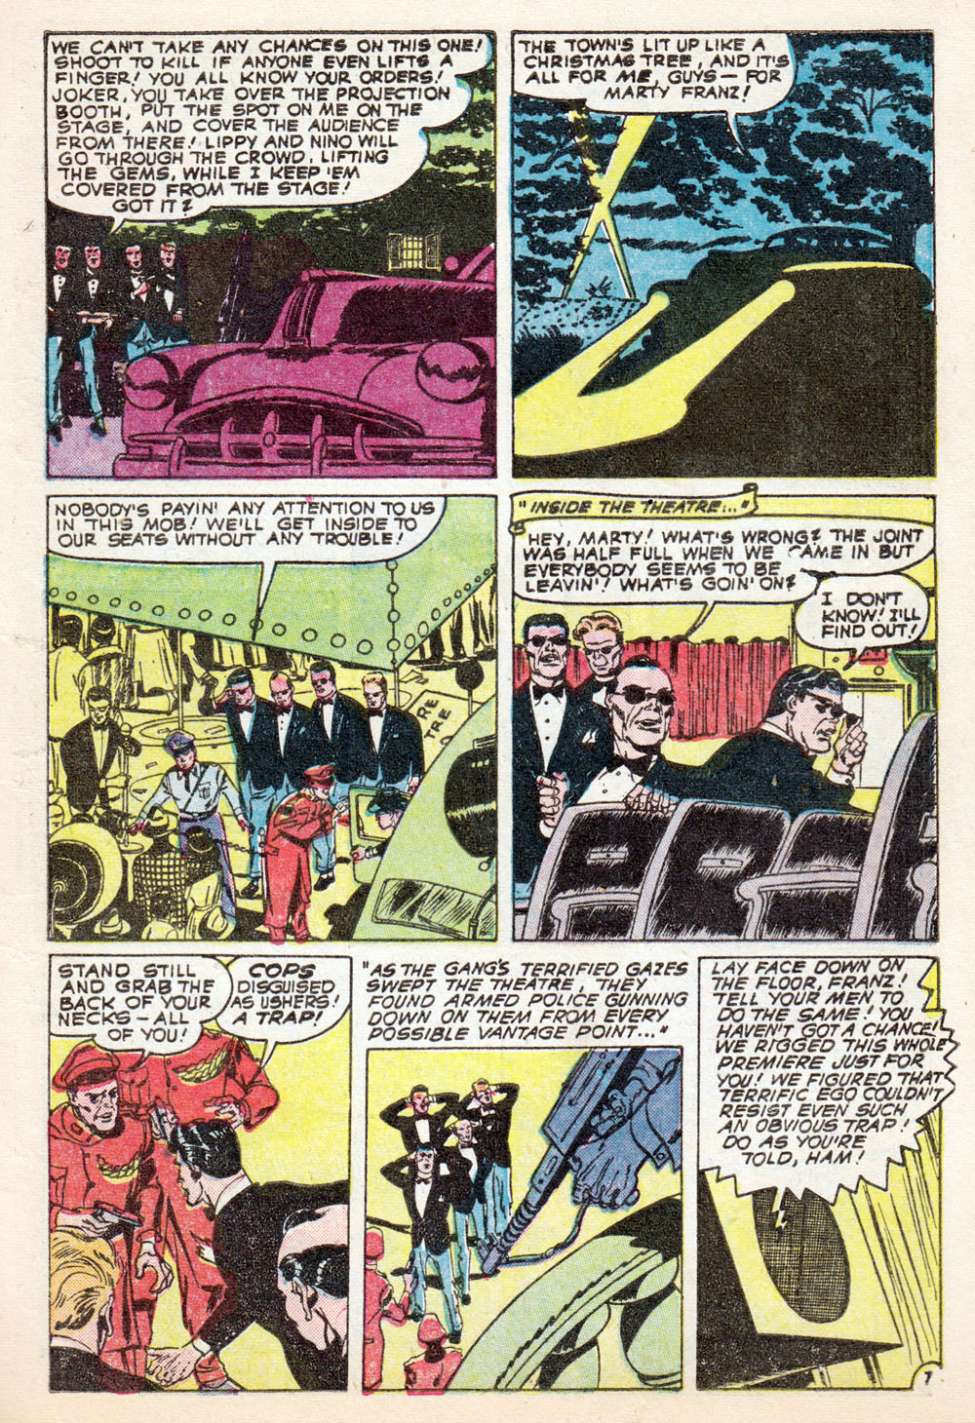 WE CAN'T TAKE ANY CHANCES ON THIS ONE!
SHOOT TO KILL IF ANYONE EVEN LIFTS A
FINGER! YOU ALL KNOW YOUR ORDERS!
JOKER, YOU TAKE OVER THE PROJECTION
BOOTH, PUT THE SPOT ON ME ON THE
STAGE, AND COVER THE AUDIENCE
FROM THERE! LIPPY AND NINO WILL
GO THROUGH THE CROWD, LIFTING
THE GEMS, WHILE I KEEP 'EM
COVERED FROM THE STAGE!
GOT IT?
THE TOWN'S LIT UP LIKE A
CHRISTMAS TREE, AND IT'S
ALL FOR ME, GUYS - FOR
MARTY FRANZ!
NOBODY'S PAYIN' ANY ATTENTION TO US
IN THIS MOB! WE'LL GET INSIDE TO
OUR SEATS WITHOUT ANY TROUBLE!
RE
TRE
"INSIDE THE THEATRE..."
HEY, MARTY! WHAT'S WRONG? THE JOINT
WAS HALF FULL WHEN WE CAME IN BUT
EVERYBODY SEEMS TO BE
LEAVIN'! WHAT'S GOIN' ON?
I DON'T
KNOW! I'LL
FIND OUT!
STAND STILL
AND GRAB THE
BACK OF YOUR
NECKS - ALL
OF YOU!
COPS
DISGUISED
AS USHERS!
A TRAP!
"AS THE GANG'S TERRIFIED GAZES
SWEPT THE THEATRE, THEY
FOUND ARMED POLICE GUNNING
DOWN ON THEM FROM EVERY
POSSIBLE VANTAGE POINT..."
LAY FACE DOWN ON
THE FLOOR, FRANZ!
TELL YOUR MEN TO
DO THE SAME! YOU
HAVEN'T GOT A CHANCE!
WE RIGGED THIS WHOLE
PREMIERE JUST FOR
YOU! WE FIGURED THAT
TERRIFIC EGO COULDN'T
RESIST EVEN SUCH
AN OBVIOUS TRAP!
DO AS YOU'RE
TOLD, HAM!
7